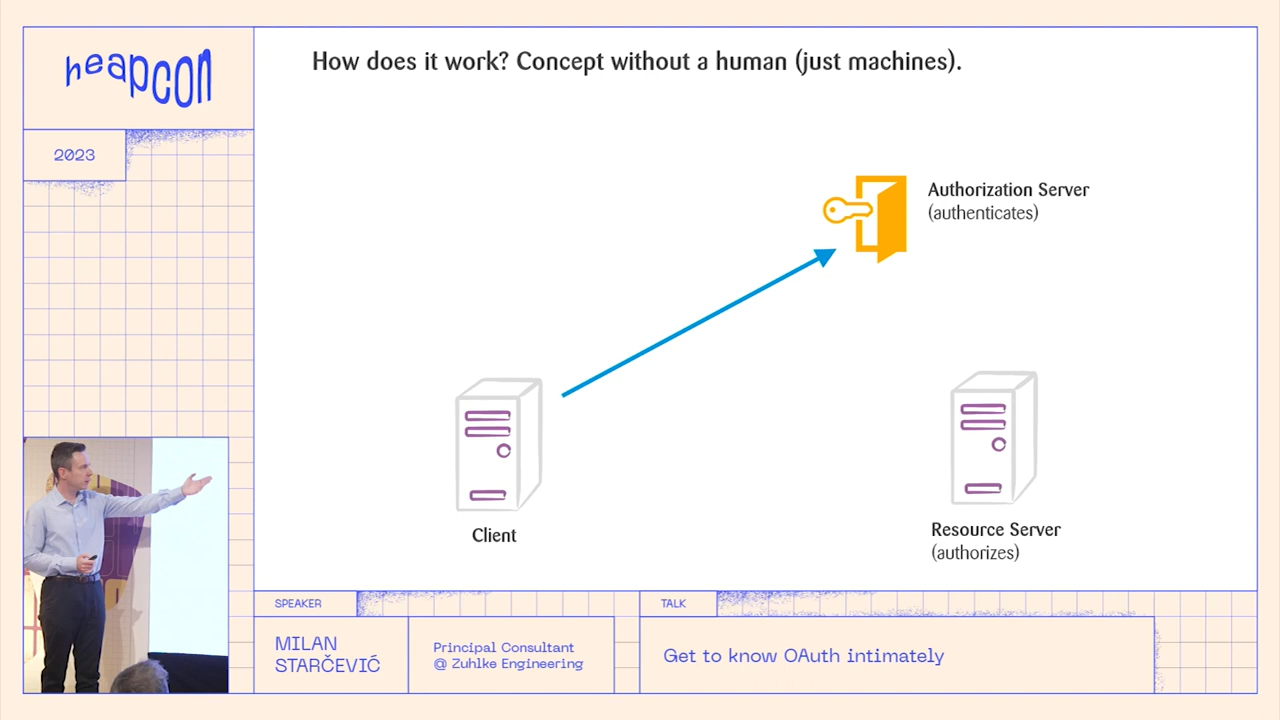 heapcon
2023
How does it work? Concept without a human (just machines).
Authorization Server
(authenticates)
Client
Resource Server
(authorizes)
SPEAKER
MILAN
STARČEVIĆ
Principal Consultant
@ Zuhlke Engineering
TALK
Get to know OAuth intimately